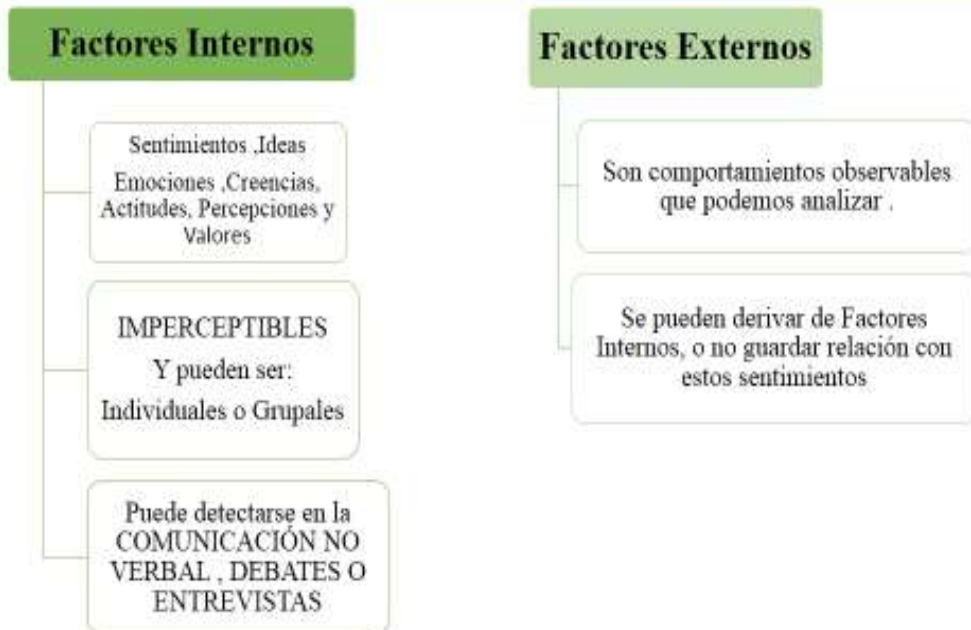 Factores Internos
Sentimientos ,Ideas
Emociones ,Creencias,
Actitudes, Percepciones y
Valores
IMPERCEPTIBLES
Y pueden ser:
Individuales o Grupales
Puede detectarse en la
COMUNICACIÓN NO
VERBAL , DEBATES O
ENTREVISTAS
Factores Externos
Son comportamientos observables
que podemos analizar .
Se pueden derivar de Factores
Internos, o no guardar relación con
estos sentimientos